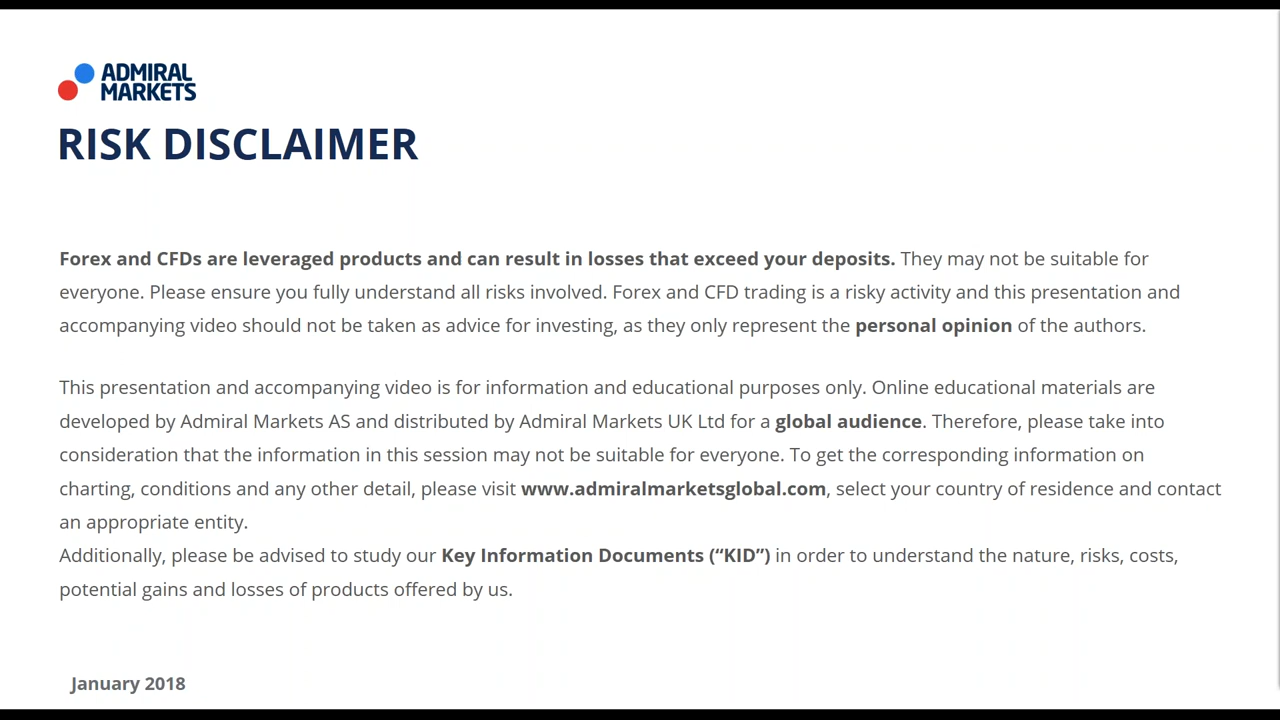 ADMIRAL
MARKETS
RISK DISCLAIMER
Forex and CFDs are leveraged products and can result in losses that exceed your deposits. They may not be suitable for
everyone. Please ensure you fully understand all risks involved. Forex and CFD trading is a risky activity and this presentation and
accompanying video should not be taken as advice for investing, as they only represent the personal opinion of the authors.
This presentation and accompanying video is for information and educational purposes only. Online educational materials are
developed by Admiral Markets AS and distributed by Admiral Markets UK Ltd for a global audience. Therefore, please take into
consideration that the information in this session may not be suitable for everyone. To get the corresponding information on
charting, conditions and any other detail, please visit www.admiralmarketsglobal.com, select your country of residence and contact
an appropriate entity.
Additionally, please be advised to study our Key Information Documents (“KID”) in order to understand the nature, risks, costs,
potential gains and losses of products offered by us.
January 2018